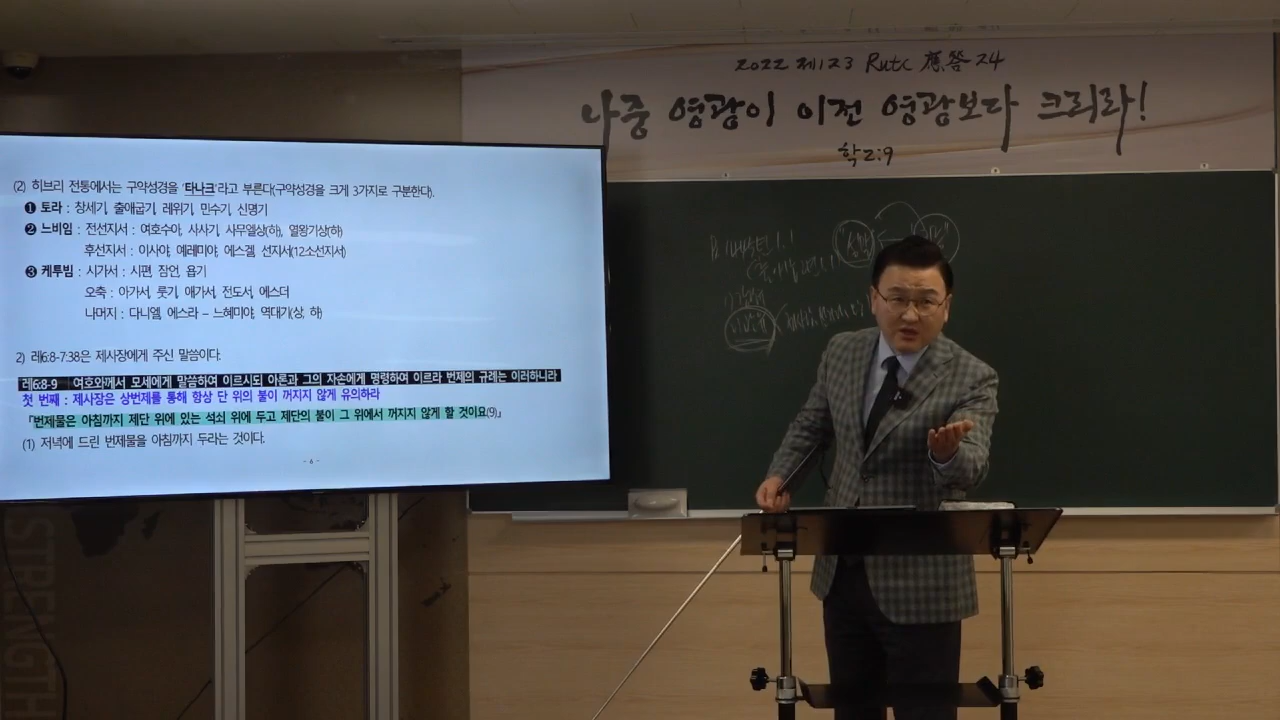 2022 제123 Rutc 應答 24
나중 영광이 이전 영광보다 크리라!
학2:9
(2) 히브리 전통에서는 구약성경을 '타나크'라고 부른다(구약성경을 크게 3가지로 구분한다).
❶ 토라 : 창세기, 출애굽기, 레위기, 민수기, 신명기
❷ 느비임 : 전선지서 : 여호수아, 사사기, 사무엘상(하), 열왕기상(하)
후선지서 : 이사야, 예레미야, 에스겔, 선지서(12:소선지서)
❸ 케투빔 : 시가서 : 시편, 잠언, 욥기
오축 : 아가서, 룻기, 애가서, 전도서, 에스더
나머지 : 다니엘, 에스라 – 느헤미야, 역대기(상, 하)
2) 레6:8-7:38은 제사장에게 주신 말씀이다.
레6:8-9 여호와께서 모세에게 말씀하여 이르시되 아론과 그의 자손에게 명령하여 이르라 번제의 규례는 이러하니라
첫 번째 : 제사장은 상번제를 통해 항상 단 위의 불이 꺼지지 않게 유의하라
「번제물은 아침까지 제단 위에 있는 석쇠 위에 두고 제단의 불이 그 위에서 꺼지지 않게 할 것이요(9)」
(1) 저녁에 드린 번제물을 아침까지 두라는 것이다.
- 6 -
STRENGTH